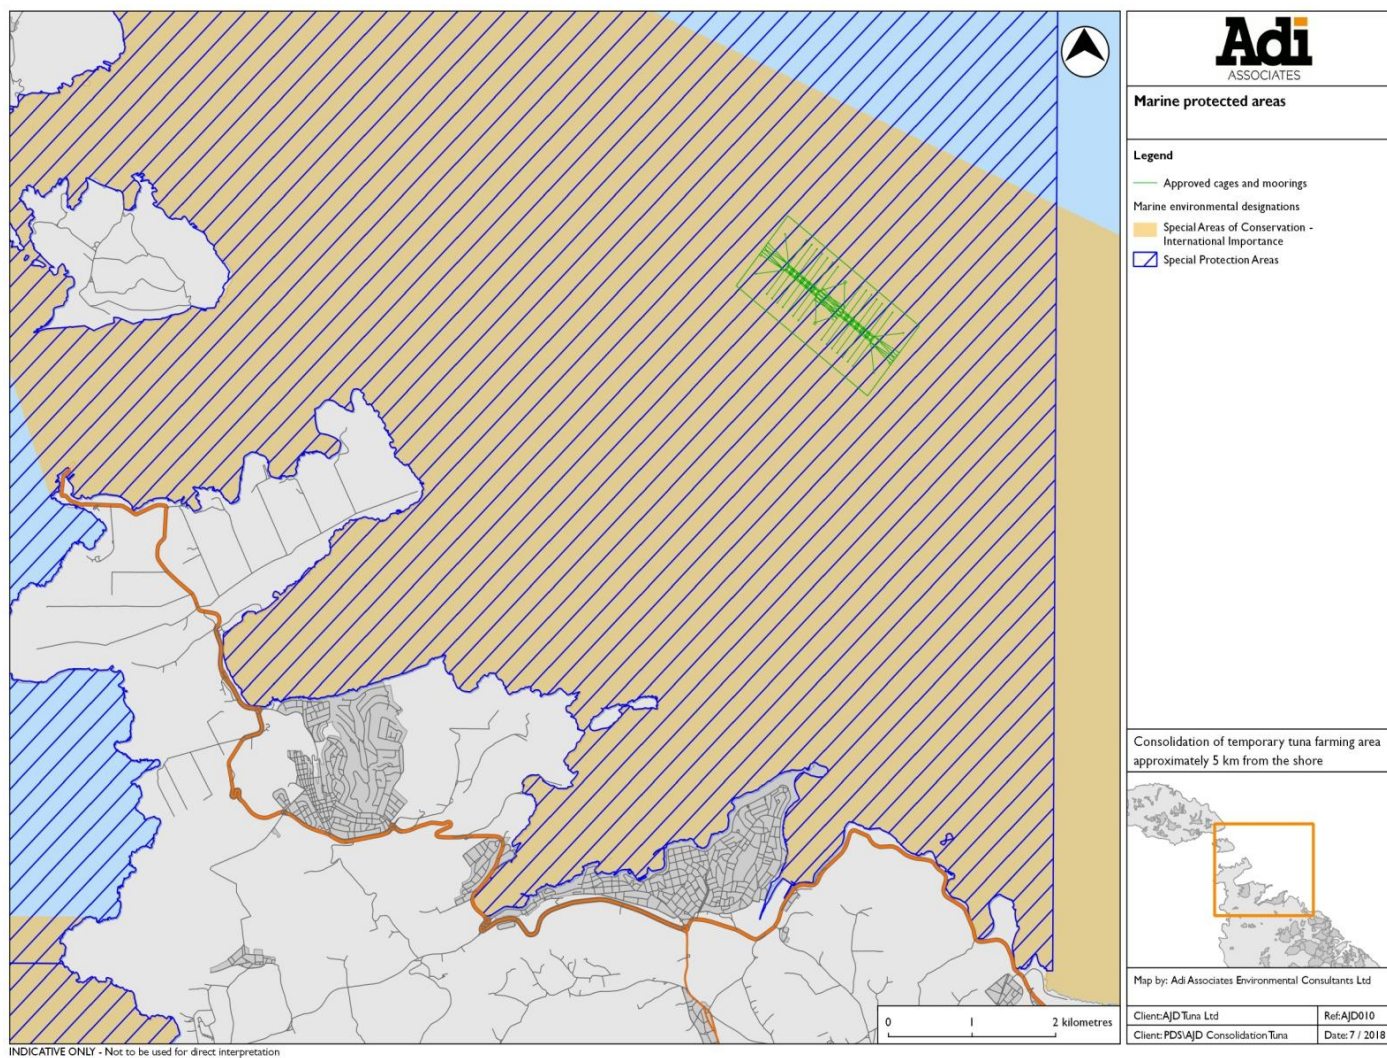 Adi
ASSOCIATES
Marine protected areas
Legend
Approved cages and moorings
Marine environmental designations
Special Areas of Conservation -
International Importance
Special Protection Areas
Consolidation of temporary tuna farming area
approximately 5 km from the shore
Map by: Adi Associates Environmental Consultants Ltd
Client:AJD Tuna Ltd Ref:AJD010
Client: PDS\AJD ConsolidationTuna Date: 7 / 2018
0 1 2 kilometres
INDICATIVE ONLY - Not to be used for direct interpretation